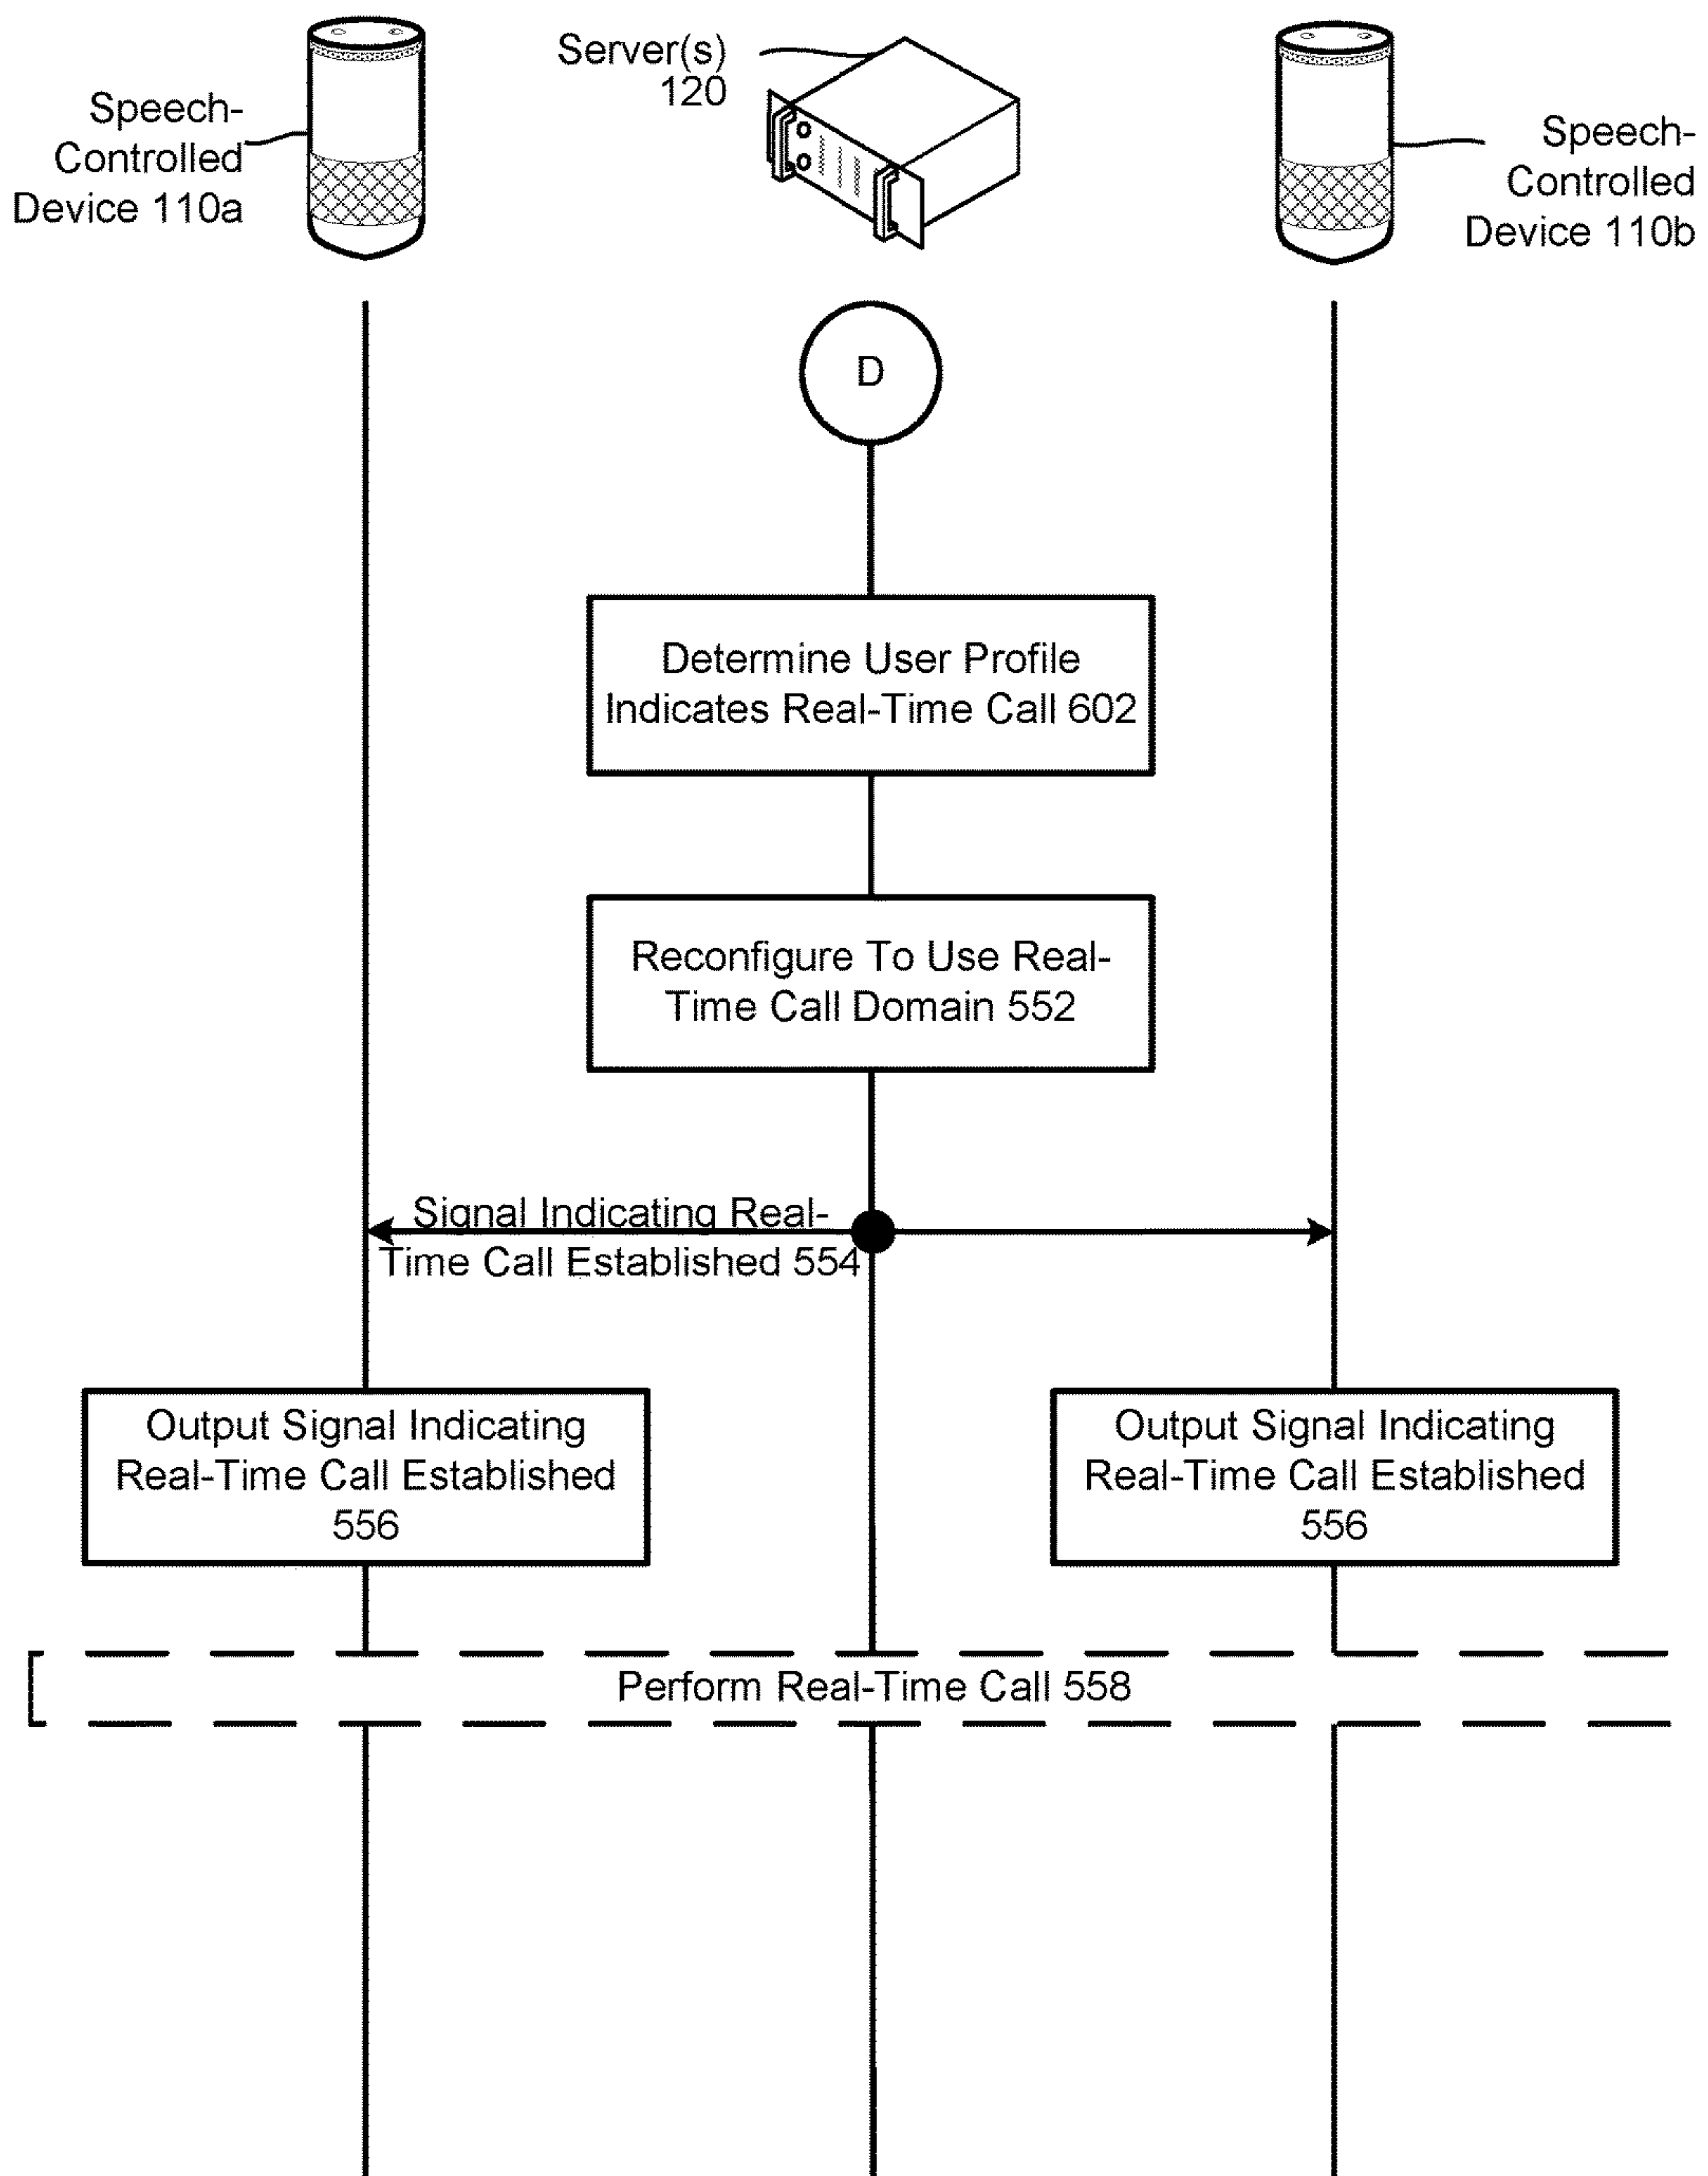 Speech-
Controlled
Device 110a
Server(s)
120
Speech-
Controlled
Device 110b
D
Determine User Profile
Indicates Real-Time Call 602
Reconfigure To Use Real-
Time Call Domain 552
Signal Indicating Real-
Time Call Established 554
Output Signal Indicating
Real-Time Call Established
556
Output Signal Indicating
Real-Time Call Established
556
Perform Real-Time Call 558